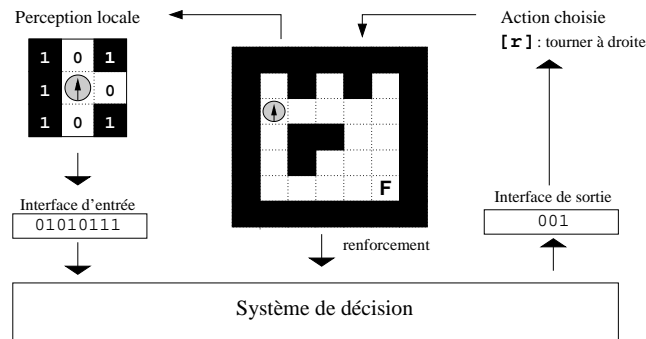 Perception locale
Action choisie
[r] : tourner à droite
1 0 1
1 0
1 0 1
F
Interface d'entrée
01010111
renforcement
Interface de sortie
001
Système de décision